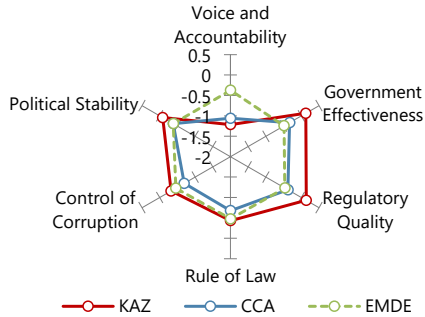 Voice and
Accountability
0.5
0
-0.5
-1
-1.5
-2
Government
Effectiveness
Political Stability
Control of
Corruption
Regulatory
Quality
Rule of Law
KAZ
CCA
EMDE